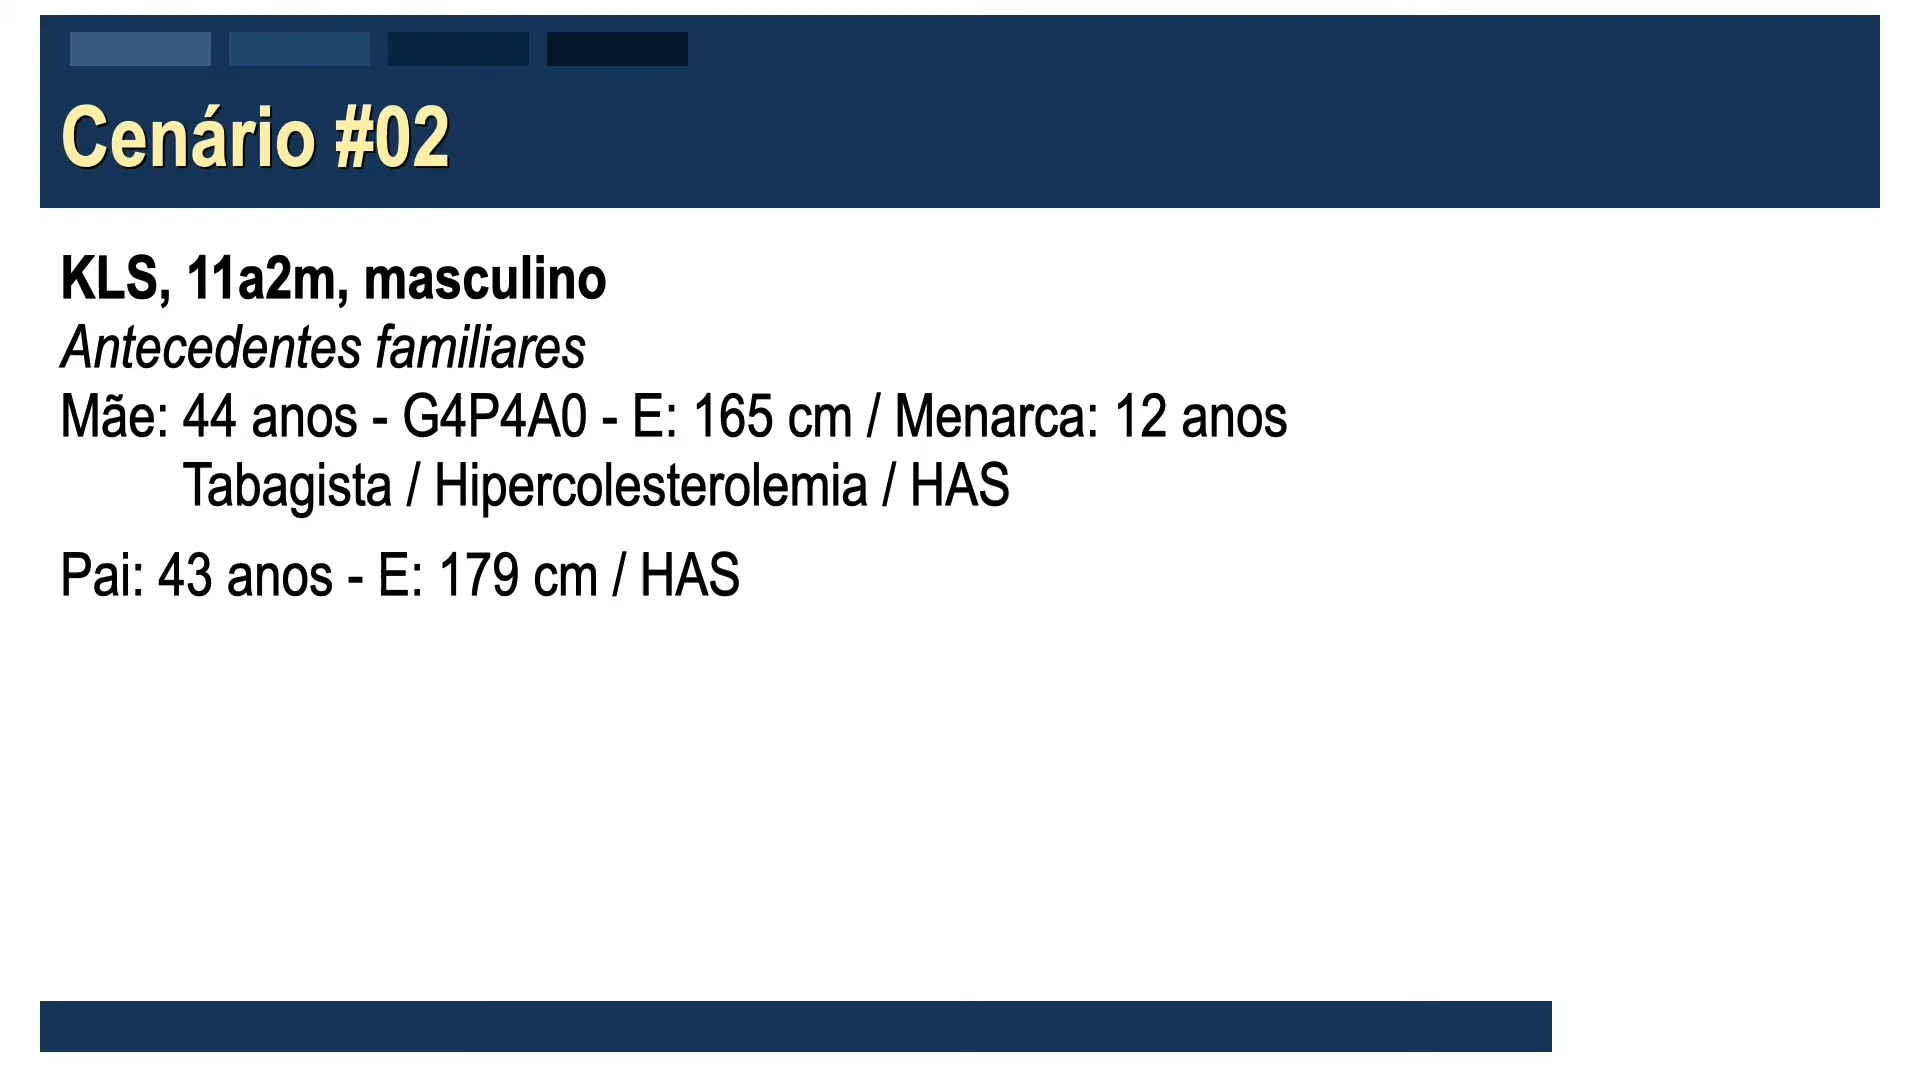 Cenário #02
KLS, 11a2m, masculino
Antecedentes familiares
Mãe: 44 anos - G4P4A0 - E: 165 cm / Menarca: 12 anos
Tabagista / Hipercolesterolemia / HAS
Pai: 43 anos - E: 179 cm / HAS